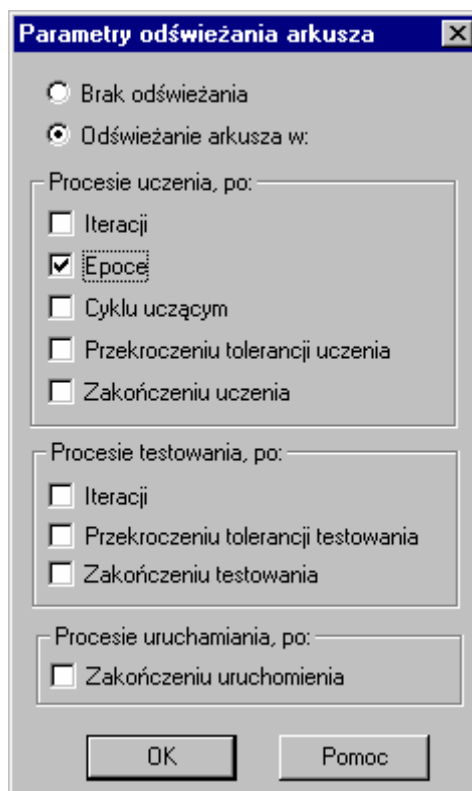 Parametry odświeżania arkusza
Brak odświeżania
Odświeżanie arkusza w:
Procesie uczenia, po:
Iteracji
Epoce
Cyklu uczącym
Przekroczeniu tolerancji uczenia
Zakończeniu uczenia
Procesie testowania, po:
Iteracji
Przekroczeniu tolerancji testowania
Zakończeniu testowania
Procesie uruchamiania, po:
Zakończeniu uruchomienia
OK Pomoc